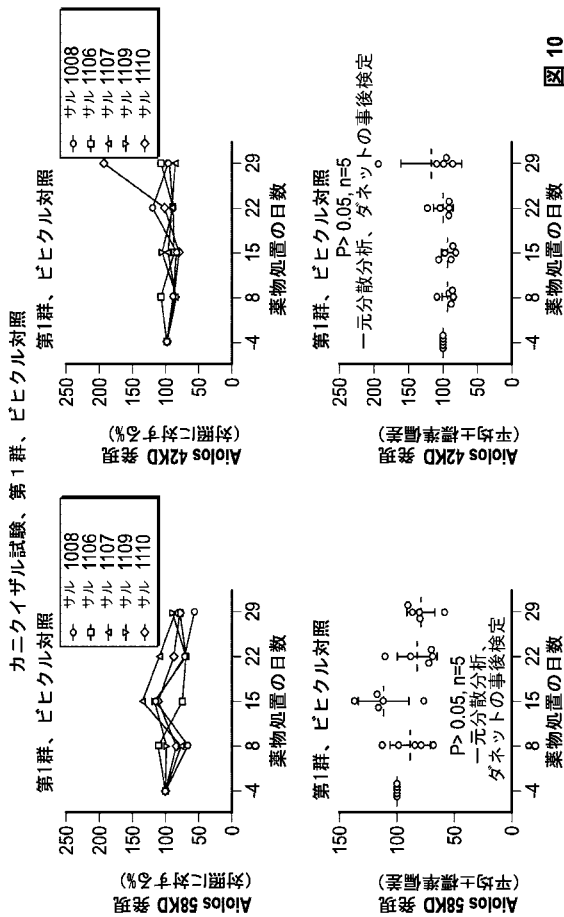 カニクイザル試験、第1群、ビヒクル対照
第1群、ビヒクル対照
サル 1008
サル 1106
サル 1107
サル 1109
サル 1110
Aiolos 58KD 発現
(対照に対する%)
250
200
150
100
50
0
-4
8
15
22
29
薬物処置の日数
第1群、ビヒクル対照
サル 1008
サル 1106
サル 1107
サル 1109
サル 1110
Aiolos 42KD 発現
(対照に対する%)
250
200
150
100
50
0
-4
8
15
22
29
薬物処置の日数
第1群、ビヒクル対照
Aiolos 58KD 発現
(平均±標準偏差)
100
50
0
P> 0.05, n=5
一元分散分析、
ダネットの事後検定
-4
8
15
22
29
薬物処置の日数
第1群、ビヒクル対照
P> 0.05, n=5
一元分散分析、ダネットの事後検定
Aiolos 42KD 発現
(平均±標準偏差)
250
200
150
100
50
0
-4
8
15
22
29
薬物処置の日数
図 10